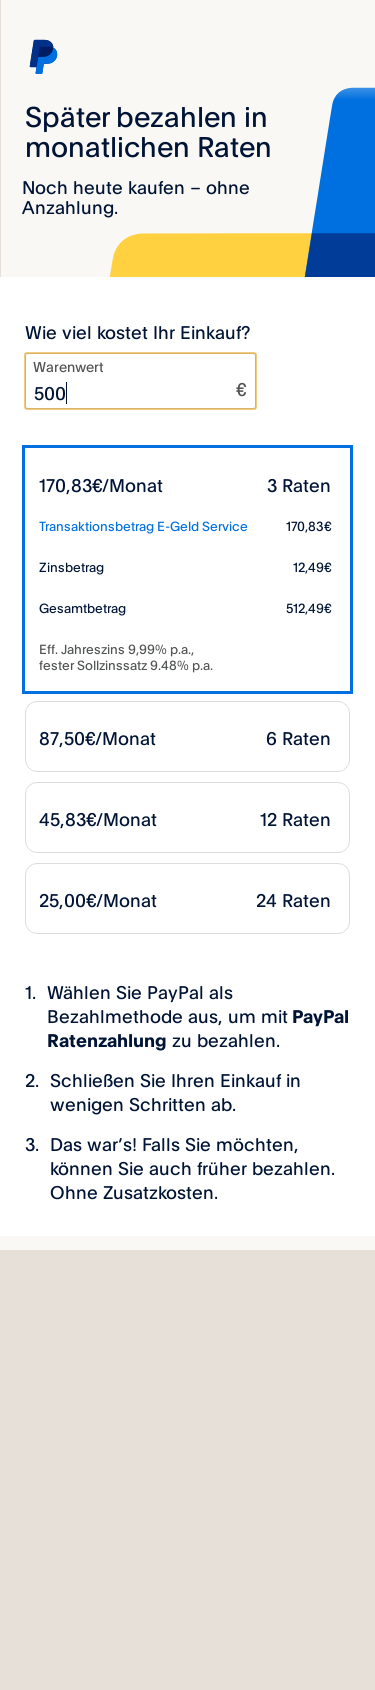 Später bezahlen in
monatlichen Raten
Noch heute kaufen – ohne
Anzahlung.
Wie viel kostet Ihr Einkauf?
Warenwert
500 €
170,83€/Monat 3 Raten
Transaktionsbetrag E-Geld Service 170,83€
Zinsbetrag 12,49€
Gesamtbetrag 512,49€
Eff. Jahreszins 9,99% p.a.,
fester Sollzinssatz 9.48% p.a.
87,50€/Monat 6 Raten
45,83€/Monat 12 Raten
25,00€/Monat 24 Raten
1. Wählen Sie PayPal als
Bezahlmethode aus, um mit PayPal
Ratenzahlung zu bezahlen.
2. Schließen Sie Ihren Einkauf in
wenigen Schritten ab.
3. Das war’s! Falls Sie möchten,
können Sie auch früher bezahlen.
Ohne Zusatzkosten.